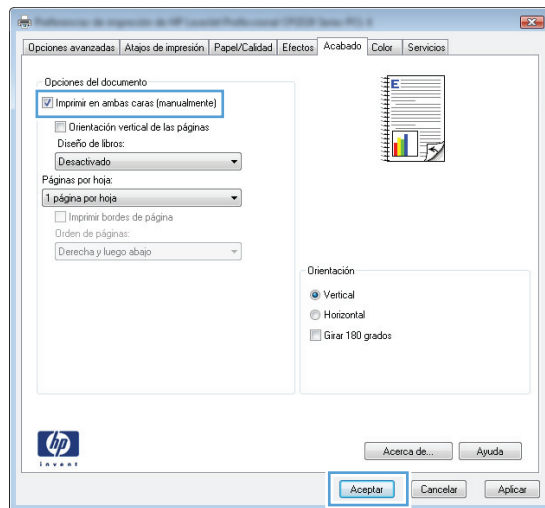 Opciones avanzadas Atajos de impresión Papel/Calidad Efectos Acabado Color Servicios
Opciones del documento
Imprimir en ambas caras (manualmente)
Orientación vertical de las páginas
Diseño de libros:
Desactivado
Páginas por hoja:
1 página por hoja
Imprimir bordes de página
Orden de páginas:
Derecha y luego abajo
E
Orientación
Vertical
Horizontal
Girar 180 grados
hp
invent
Acerca de... Ayuda
Aceptar Cancelar Aplicar